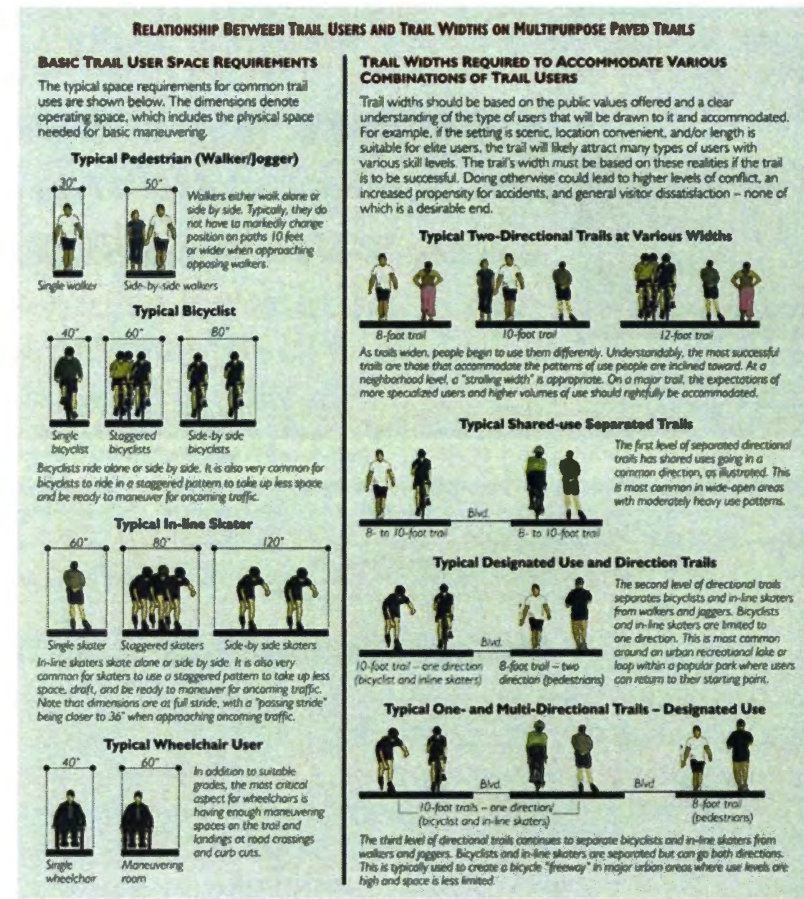 RELATIONSHIP BETWEEN TRAIL USERS AND TRAIL WIDTHS ON MULTIPURPOSE PAVED TRAILS
BASIC TRAIL USER SPACE REQUIREMENTS
The typical space requirements for common trail
uses are shown below. The dimensions denote
operating space, which includes the physical space
needed for basic maneuvering.
Typical Pedestrian (Walker/Jogger)
30"
50"
Walkers either walk alone or
side by side. Typically, they do
not have to markedly change
position on paths 10 feet
or wider when approaching
opposing walkers.
Single walker
Side-by-side walkers
Typical Bicyclist
40"
60"
80"
Single
bicyclist
Staggered
bicyclists
Side-by side
bicyclists
Bicyclists ride alone or side by side. It is also very common for
bicyclists to ride in a staggered pattern to take up less space
and be ready to maneuver for oncoming traffic.
Typical In-line Skater
60"
80"
120"
Single skater
Staggered skaters
Side-by side skaters
In-line skaters skate alone or side by side. It is also very
common for skaters to use a staggered pattern to take up less
space, draft, and be ready to maneuver for oncoming traffic.
Note that dimensions are at full stride, with a "passing stride"
being closer to 36" when approaching oncoming traffic.
Typical Wheelchair User
40"
60"
In addition to suitable
grades, the most critical
aspect for wheelchairs is
having enough maneuvering
spaces on the trail and
landings at road crossings
and curb cuts.
Single
wheelchair
Maneuvering
room
TRAIL WIDTHS REQUIRED TO ACCOMMODATE VARIOUS
COMBINATIONS OF TRAIL USERS
Trail widths should be based on the public values offered and a clear
understanding of the type of users that will be drawn to it and accommodated.
For example, if the setting is scenic, location convenient, and/or length is
suitable for elite users, the trail will likely attract many types of users with
various skill levels. The trail's width must be based on these realities if the trail
is to be successful. Doing otherwise could lead to higher levels of conflict, an
increased propensity for accidents, and general visitor dissatisfaction – none of
which is a desirable end.
Typical Two-Directional Trails at Various Widths
8-foot trail
10-foot trail
12-foot trail
As trails widen, people begin to use them differently. Understandably, the most successful
trails are those that accommodate the patterns of use people are inclined toward. At a
neighborhood level, a "strolling width" is appropriate. On a major trail, the expectations of
more specialized users and higher volumes of use should rightfully be accommodated.
Typical Shared-use Separated Trails
The first level of separated directional
trails has shared uses going in a
common direction, as illustrated. This
is most common in wide-open areas
with moderately heavy use patterns.
Blvd.
8- to 10-foot trail
8- to 10-foot trail
Typical Designated Use and Direction Trails
The second level of directional trails
separates bicyclists and in-line skaters
from walkers and joggers. Bicyclists
and in-line skaters are limited to
one direction. This is most common
around an urban recreational lake or
loop within a popular park where users
can return to their starting point.
Blvd.
10-foot trail – one direction
(bicyclist and inline skaters)
8-foot trail – two
direction (pedestrians)
Typical One- and Multi-Directional Trails – Designated Use
Blvd.
Blvd.
10-foot trails – one direction
(bicyclist and in-line skaters)
8-foot trail
(pedestrians)
The third level of directional trails continues to separate bicyclists and in-line skaters from
walkers and joggers. Bicyclists and in-line skaters are separated but can go both directions.
This is typically used to create a bicycle "freeway" in major urban areas where use levels are
high and space is less limited.